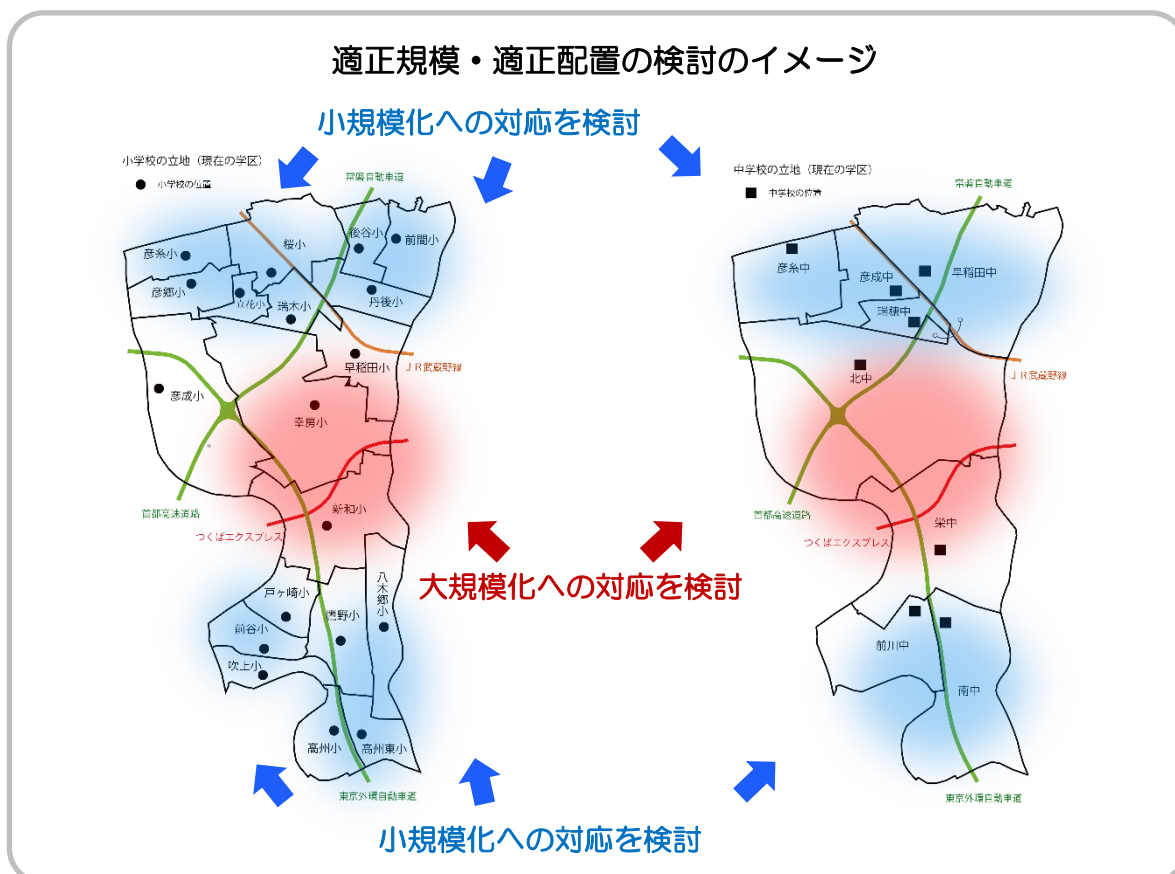 適正規模・適正配置の検討のイメージ
小規模化への対応を検討
小学校の立地（現在の学区）
● 小学校の位置
常磐自動車道
後谷小
前間小
桜小
彦糸小
彦郷小
立花小
瑞木小
丹後小
早稲田小
ＪＲ武蔵野線
彦成小
幸房小
首都高速道路
新和小
つくばエクスプレス
戸ヶ崎小
八木郷小
前谷小
鷹野小
吹上小
高州小
高州東小
東京外環自動車道
中学校の立地（現在の学区）
■ 中学校の位置
常磐自動車道
彦糸中
彦成中
早稲田中
瑞穂中
北中
ＪＲ武蔵野線
首都高速道路
栄中
つくばエクスプレス
前川中
南中
東京外環自動車道
大規模化への対応を検討
小規模化への対応を検討